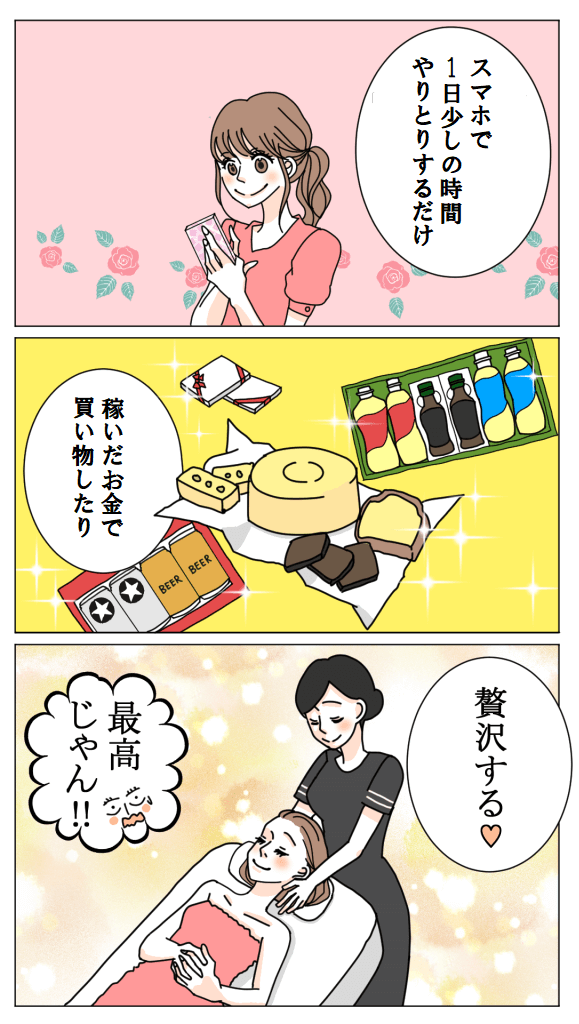 スマホで
1日少しの時間
やりとりするだけ
稼いだお金で
買い物したり
BEER
BEER
贅沢する♥
最高
じゃん!!